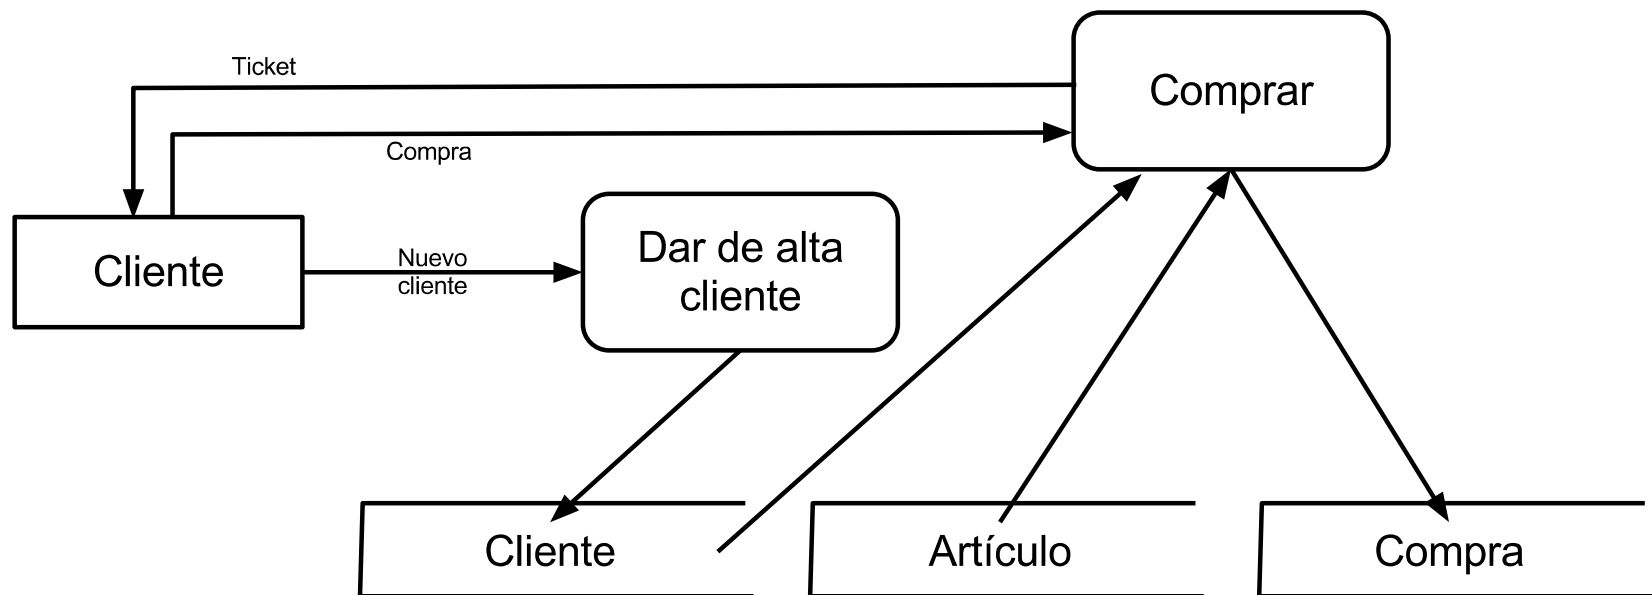 Ticket
Comprar
Compra
Cliente
Nuevo
cliente
Dar de alta
cliente
Cliente
Artículo
Compra